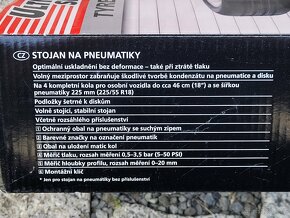 ULTIM
TYRE
CZ STOJAN NA PNEUMATIKY
Optimální uskladnění bez deformace – také při ztrátě tlaku
Volný meziprostor zabraňuje škodlivé tvorbě kondenzátu na pneumatice a disku
Na 4 kompletní kola pro osobní vozidla do cca 46 cm (18") a se šířkou
pneumatiky 225 mm (225/55 R18)
Podložky šetrné k diskům
Volně stojící, stabilní stojan
Včetně rozsáhlého příslušenství
1 Ochranný obal na pneumatiky se suchým zipem
2 Barevné značky na označení pneumatik
3 Obal na uložení matic kol
4 Měřič tlaku, rozsah měření 0,5–3,5 bar (5–50 PSI)
5 Měřič hloubky profilu, rozsah měření 0–20 mm
6 Montážní klíč
* Jen pro stojan na pneumatiky bez příslušenství